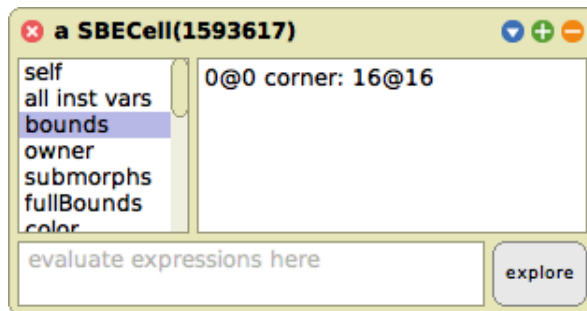 a SBECell(1593617)
self
all inst vars
bounds
owner
submorphs
fullBounds
color
0@0 corner: 16@16
evaluate expressions here
explore